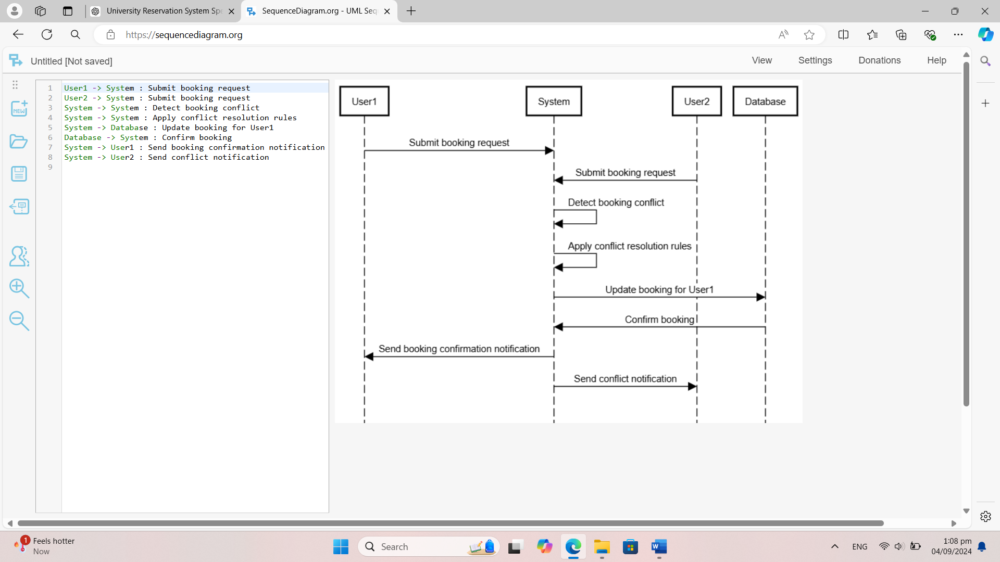 University Reservation System Spe
SequenceDiagram.org - UML Seq
https://sequencediagram.org
Untitled [Not saved]
View
Settings
Donations
Help
NEW
1 User1 -> System : Submit booking request
2 User2 -> System : Submit booking request
3 System -> System : Detect booking conflict
4 System -> System : Apply conflict resolution rules
5 System -> Database : Update booking for User1
6 Database -> System : Confirm booking
7 System -> User1 : Send booking confirmation notification
8 System -> User2 : Send conflict notification
9
User1
System
User2
Database
Submit booking request
Submit booking request
Detect booking conflict
Apply conflict resolution rules
Update booking for User1
Confirm booking
Send booking confirmation notification
Send conflict notification
1
Feels hotter
Now
Search
W
ENG
1:08 pm
04/09/2024